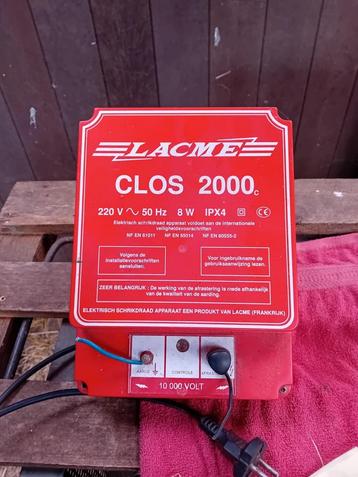 LACME
CLOS 2000c
220 V ∿ 50 Hz 8 W IPX4 CE
Elektrisch schrikdraad apparaat voldoet aan de internationale
veiligheidsvoorschriften
NF EN 61011 NF EN 55014 NF EN 60555-2
Volgens de
installatievoorschriften
aansluiten.
Voor ingebruikname de
gebruiksaanwijzing lezen.
ZEER BELANGRIJK : De werking van de afrastering is mede afhankelijk
van de kwaliteit van de aarding.
ELEKTRISCH SCHRIKDRAAD APPARAAT EEN PRODUKT VAN LACME (FRANKRIJK)
AARDE CONTROLE
10 000 VOLT